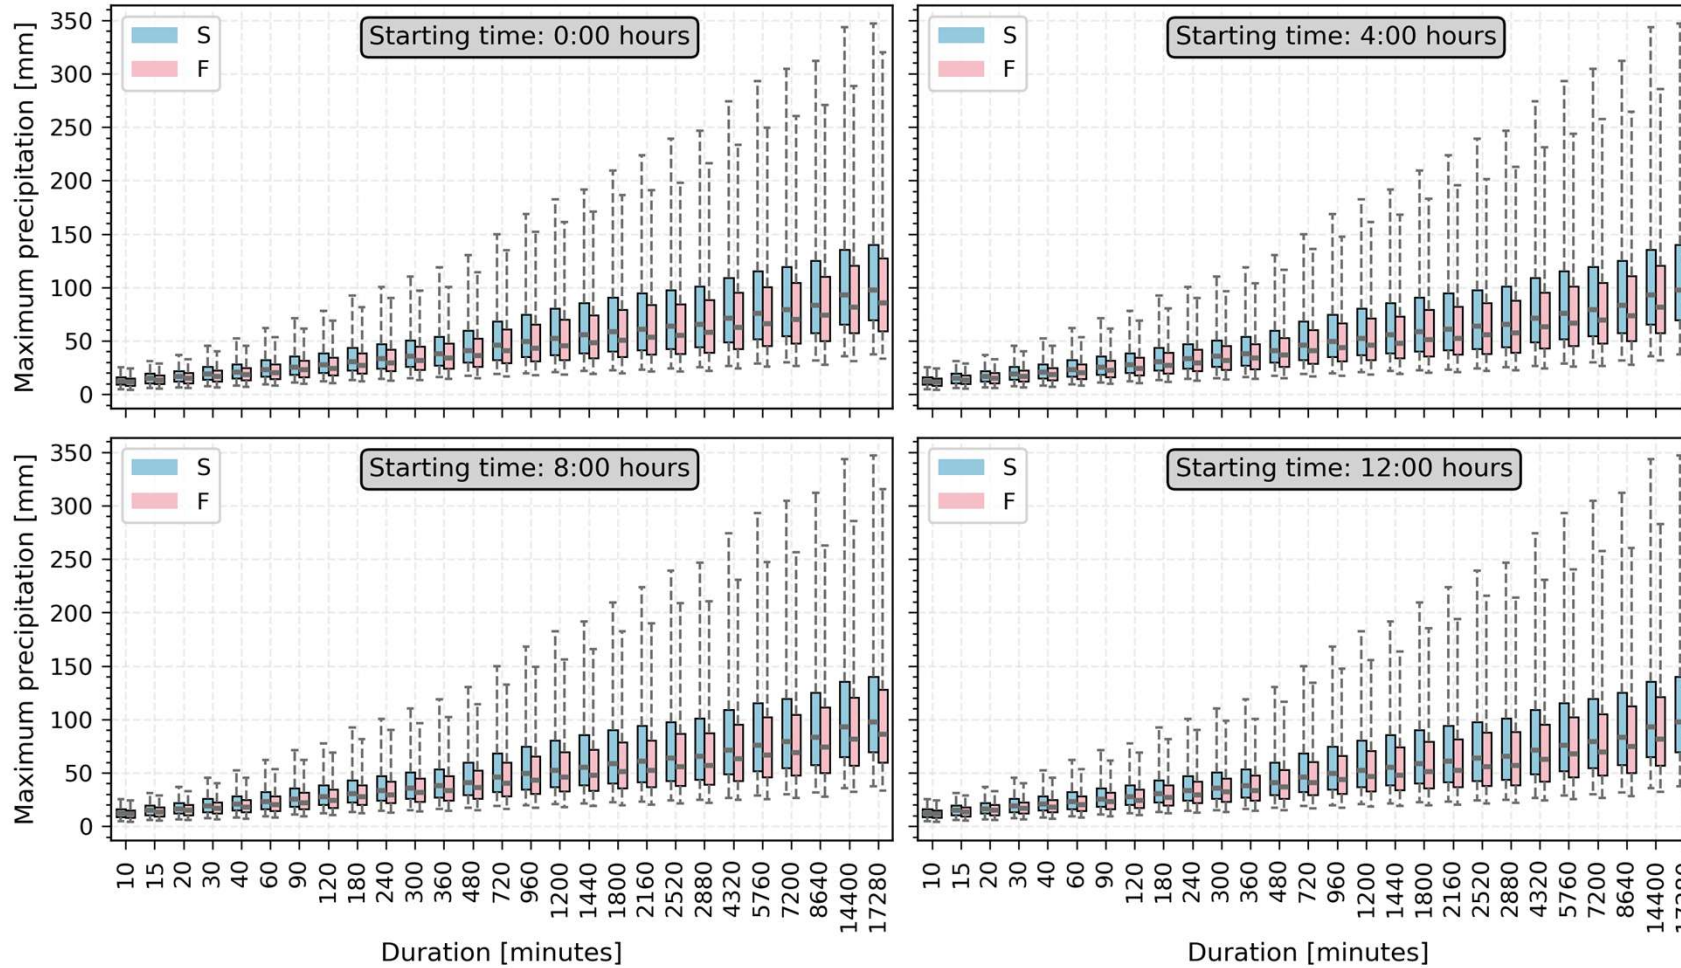 Maximum precipitation [mm]
350
300
250
200
150
100
50
0
S
F
Starting time: 0:00 hours
S
F
Starting time: 4:00 hours
Maximum precipitation [mm]
350
300
250
200
150
100
50
0
S
F
Starting time: 8:00 hours
S
F
Starting time: 12:00 hours
10 15 20 30 40 60 90 120 180 240 300 360 480 720 960 1200 1440 1800 2160 2520 2880 4320 5760 7200 8640 14400 17280
10 15 20 30 40 60 90 120 180 240 300 360 480 720 960 1200 1440 1800 2160 2520 2880 4320 5760 7200 8640 14400
Duration [minutes]
Duration [minutes]